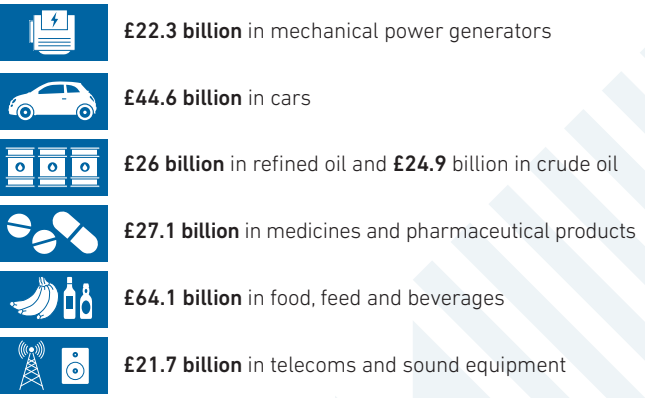 £22.3 billion in mechanical power generators
£44.6 billion in cars
£26 billion in refined oil and £24.9 billion in crude oil
£27.1 billion in medicines and pharmaceutical products
£64.1 billion in food, feed and beverages
£21.7 billion in telecoms and sound equipment